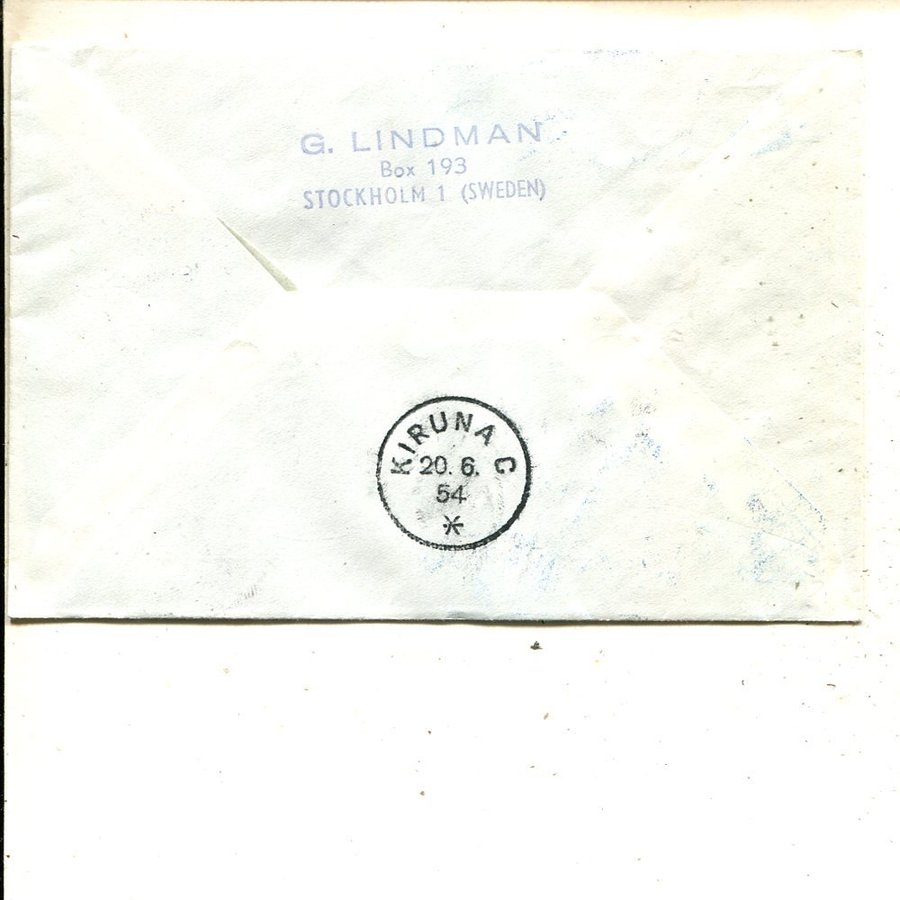 G. LINDMAN
Box 193
STOCKHOLM 1 (SWEDEN)
KIRUNA C
20. 6.
54